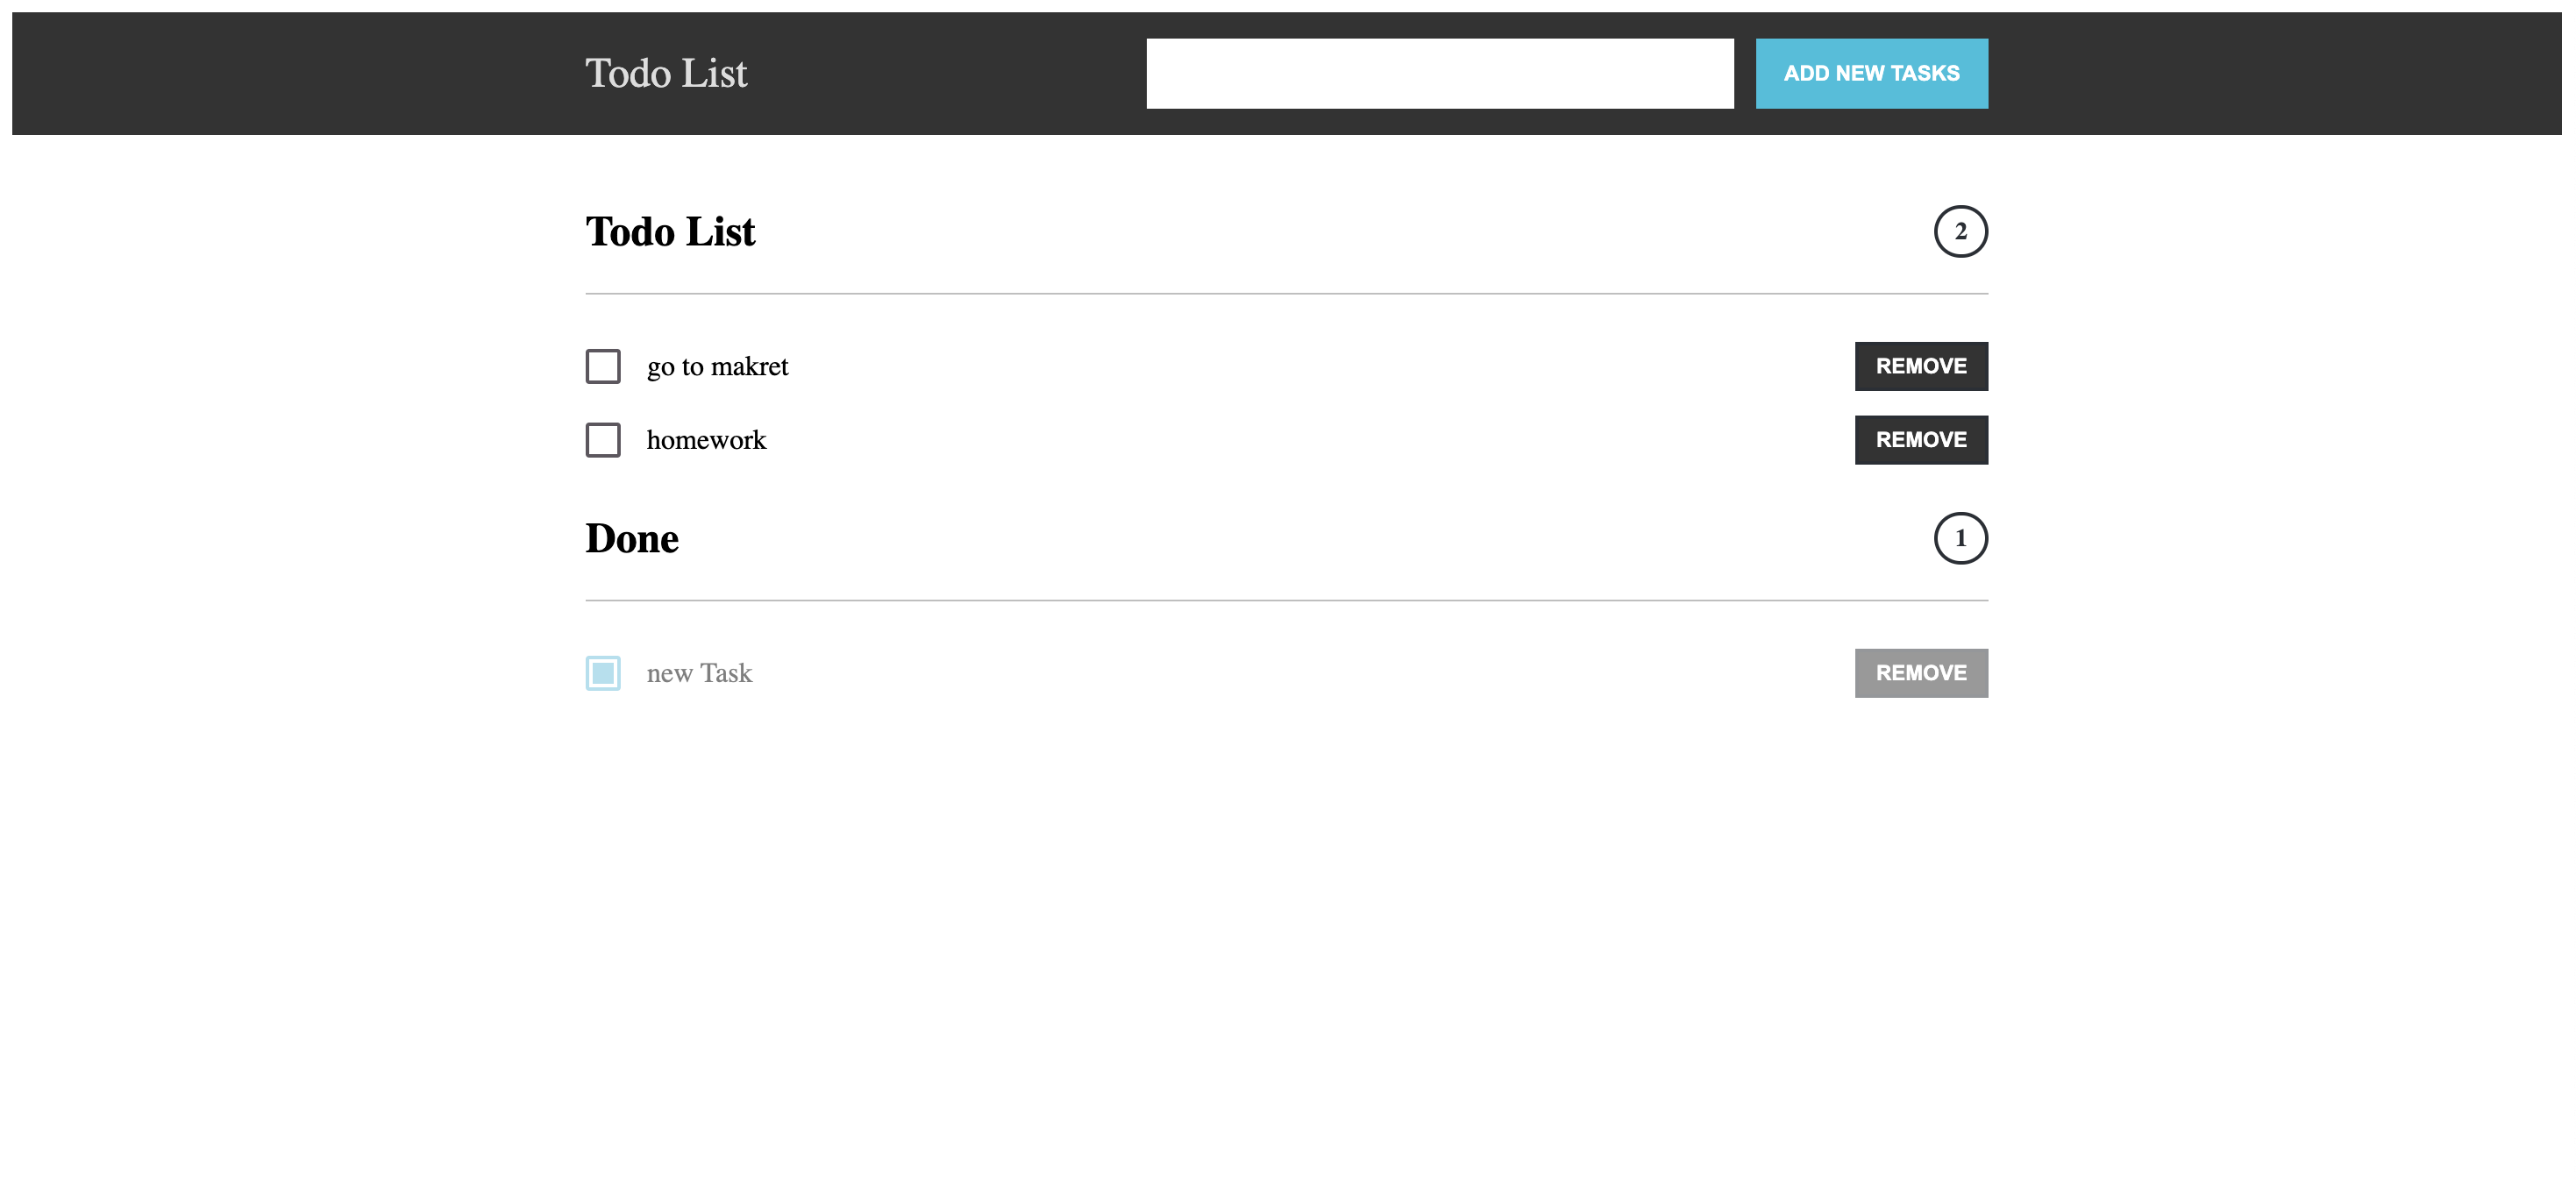 Todo List
ADD NEW TASKS
Todo List
2
go to makret
REMOVE
homework
REMOVE
Done
1
new Task
REMOVE